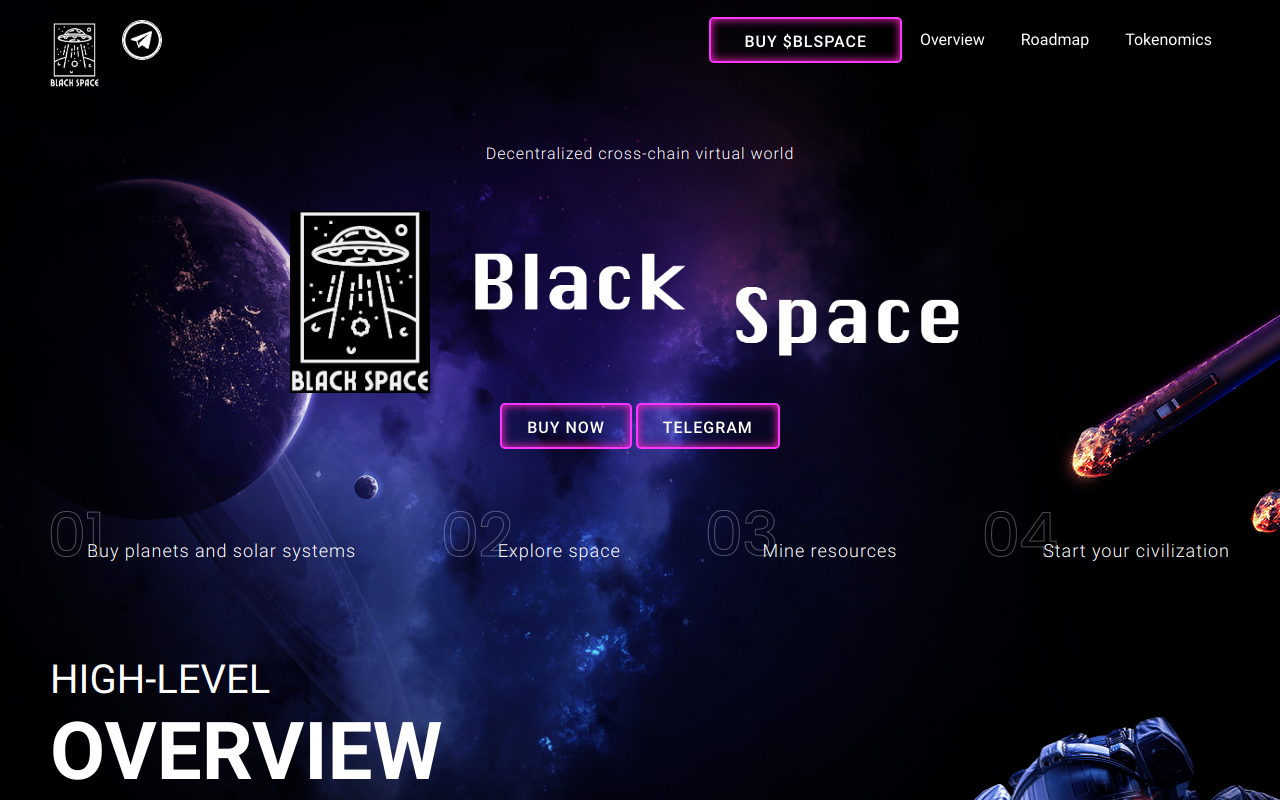 BLACK SPACE
BUY $BLSPACE
Overview
Roadmap
Tokenomics
Decentralized cross-chain virtual world
BLACK SPACE
Black Space
BUY NOW
TELEGRAM
01
Buy planets and solar systems
02
Explore space
03
Mine resources
04
Start your civilization
HIGH-LEVEL
OVERVIEW